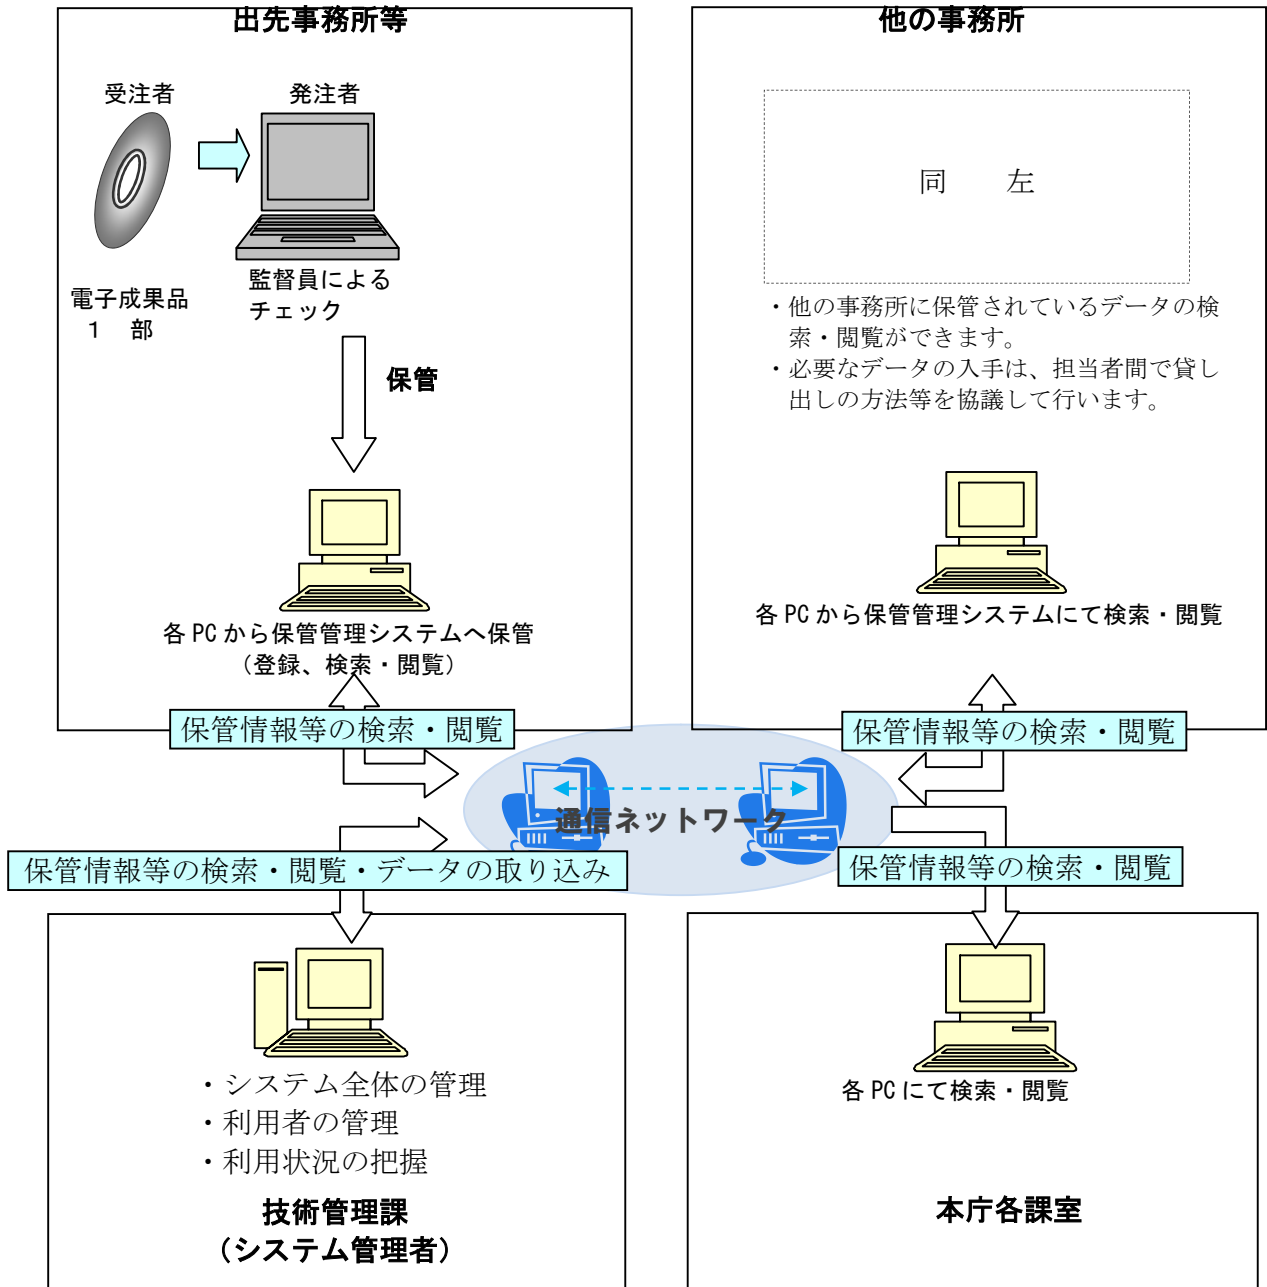 出先事務所等
受注者
発注者
電子成果品
1 部
監督員による
チェック
保管
各 PC から保管管理システムへ保管
（登録、検索・閲覧）
保管情報等の検索・閲覧
他の事務所
同　左
・他の事務所に保管されているデータの検
索・閲覧ができます。
・必要なデータの入手は、担当者間で貸し
出しの方法等を協議して行います。
各 PC から保管管理システムにて検索・閲覧
保管情報等の検索・閲覧
通信ネットワーク
保管情報等の検索・閲覧・データの取り込み
・システム全体の管理
・利用者の管理
・利用状況の把握
技術管理課
（システム管理者）
保管情報等の検索・閲覧
各 PC にて検索・閲覧
本庁各課室